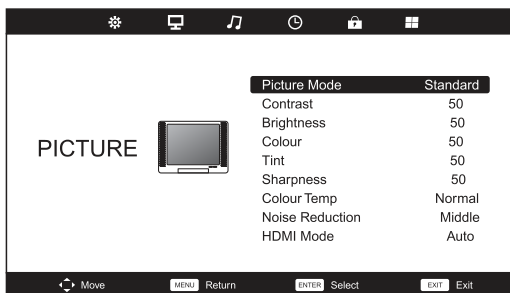 Picture Mode Standard
Contrast 50
Brightness 50
Colour 50
Tint 50
Sharpness 50
Colour Temp Normal
Noise Reduction Middle
HDMI Mode Auto
PICTURE
Move MENU Return ENTER Select EXIT Exit